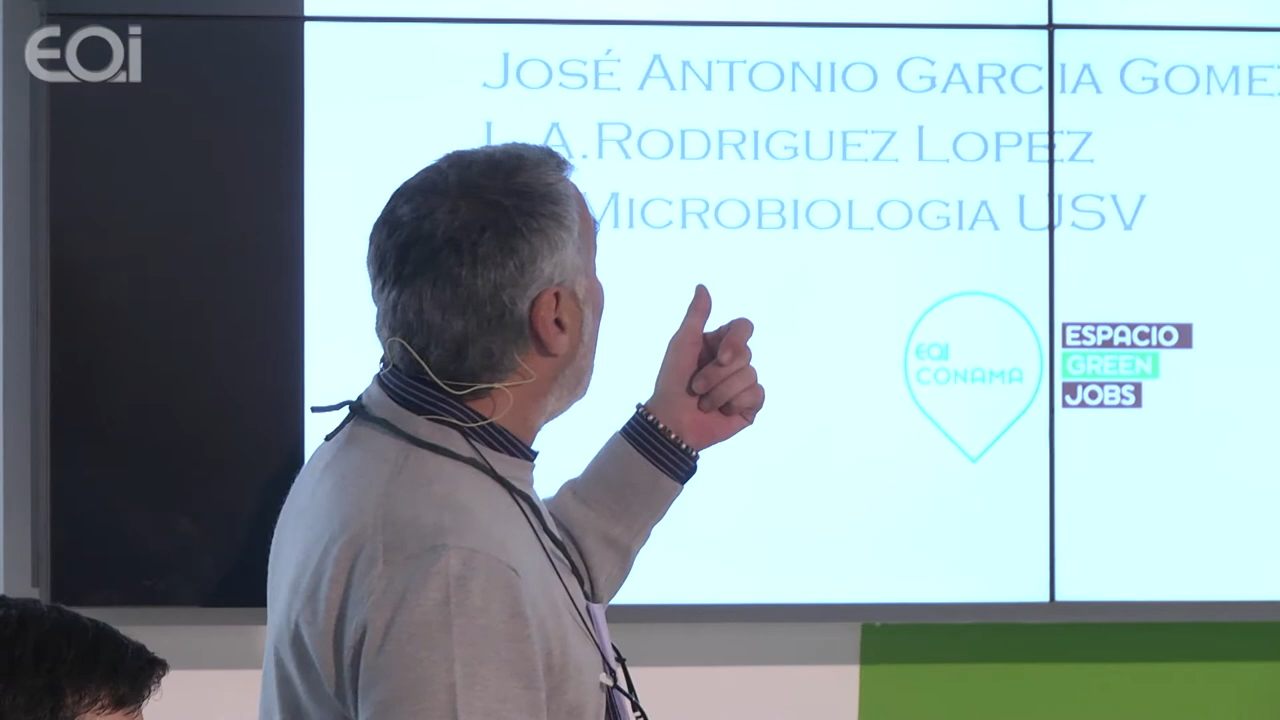 EOi
JOSÉ ANTONIO GARCIA GOME
A.RODRIGUEZ LOPEZ
MICROBIOLOGIA USV
EOI
CONAMA
ESPACIO
GREEN
JOBS